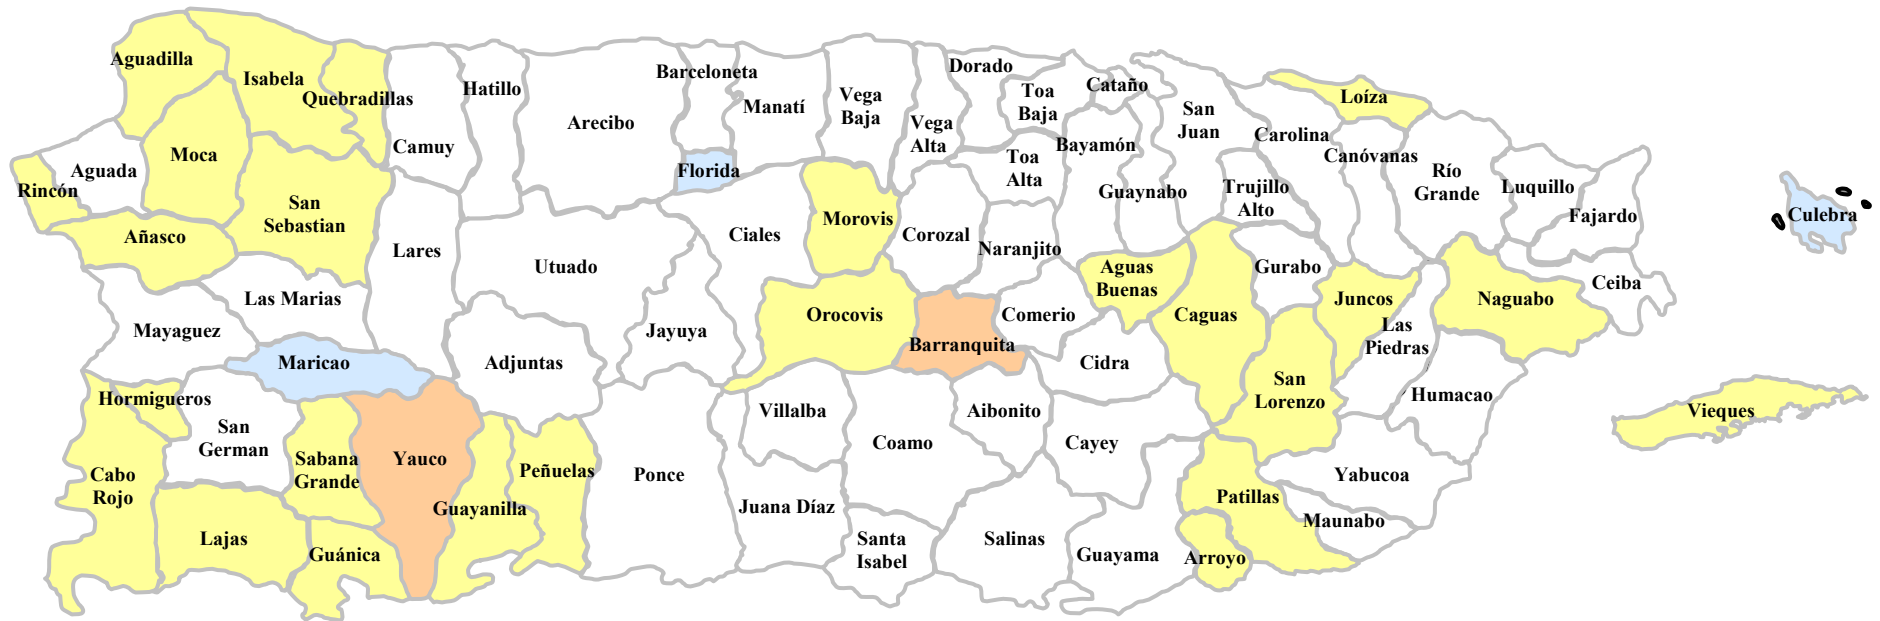 Aguadilla
Isabela
Quebradillas
Camuy
Hatillo
Arecibo
Barceloneta
Manatí
Florida
Vega
Baja
Vega
Alta
Dorado
Toa
Baja
Toa
Alta
Cataño
Bayamón
Guaynabo
San
Juan
Trujillo
Alto
Carolina
Loíza
Canóvanas
Río
Grande
Luquillo
Fajardo
Culebra
Rincón
Aguada
Moca
San
Sebastian
Añasco
Lares
Utuado
Ciales
Morovis
Corozal
Naranjito
Aguas
Buenas
Gurabo
Caguas
Juncos
Las
Piedras
Naguabo
Ceiba
Mayaguez
Las Marias
Maricao
Adjuntas
Jayuya
Orocovis
Barranquita
Comerio
Cidra
San
Lorenzo
Humacao
Vieques
Hormigueros
San
German
Cabo
Rojo
Sabana
Grande
Yauco
Guayanilla
Peñuelas
Ponce
Villalba
Coamo
Aibonito
Cayey
Yabucoa
Patillas
Maunabo
Lajas
Guánica
Juana Díaz
Santa
Isabel
Salinas
Guayama
Arroyo